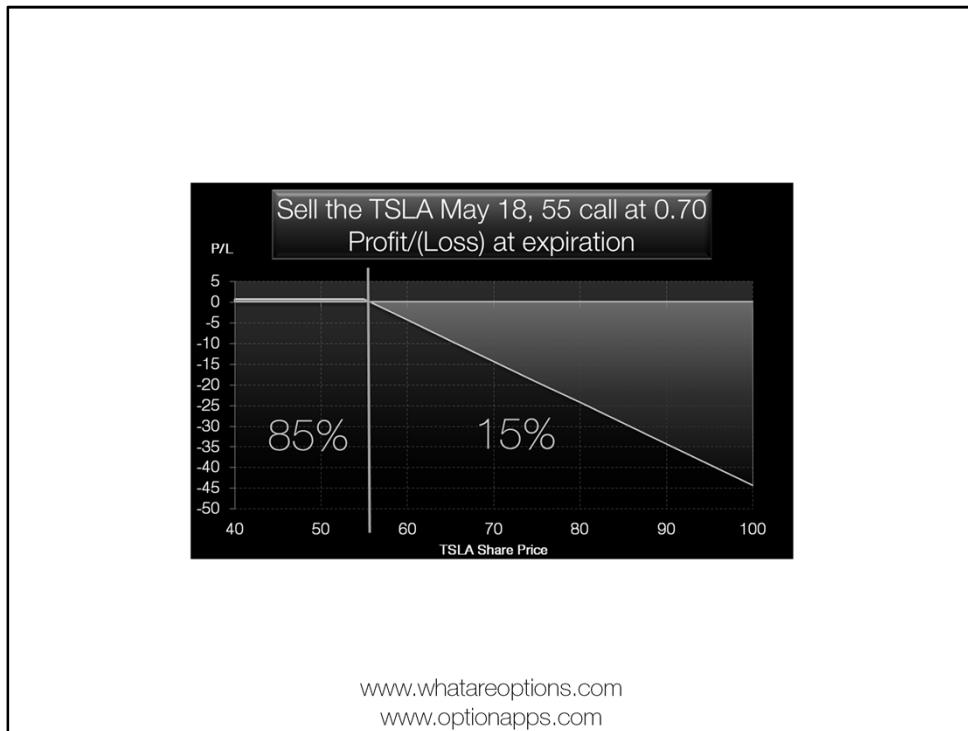 Sell the TSLA May 18, 55 call at 0.70
Profit/(Loss) at expiration
P/L
5
0
-5
-10
-15
-20
-25
-30
-35
-40
-45
-50
85%
15%
40 50 60 70 80 90 100
TSLA Share Price
www.whatareoptions.com
www.optionapps.com